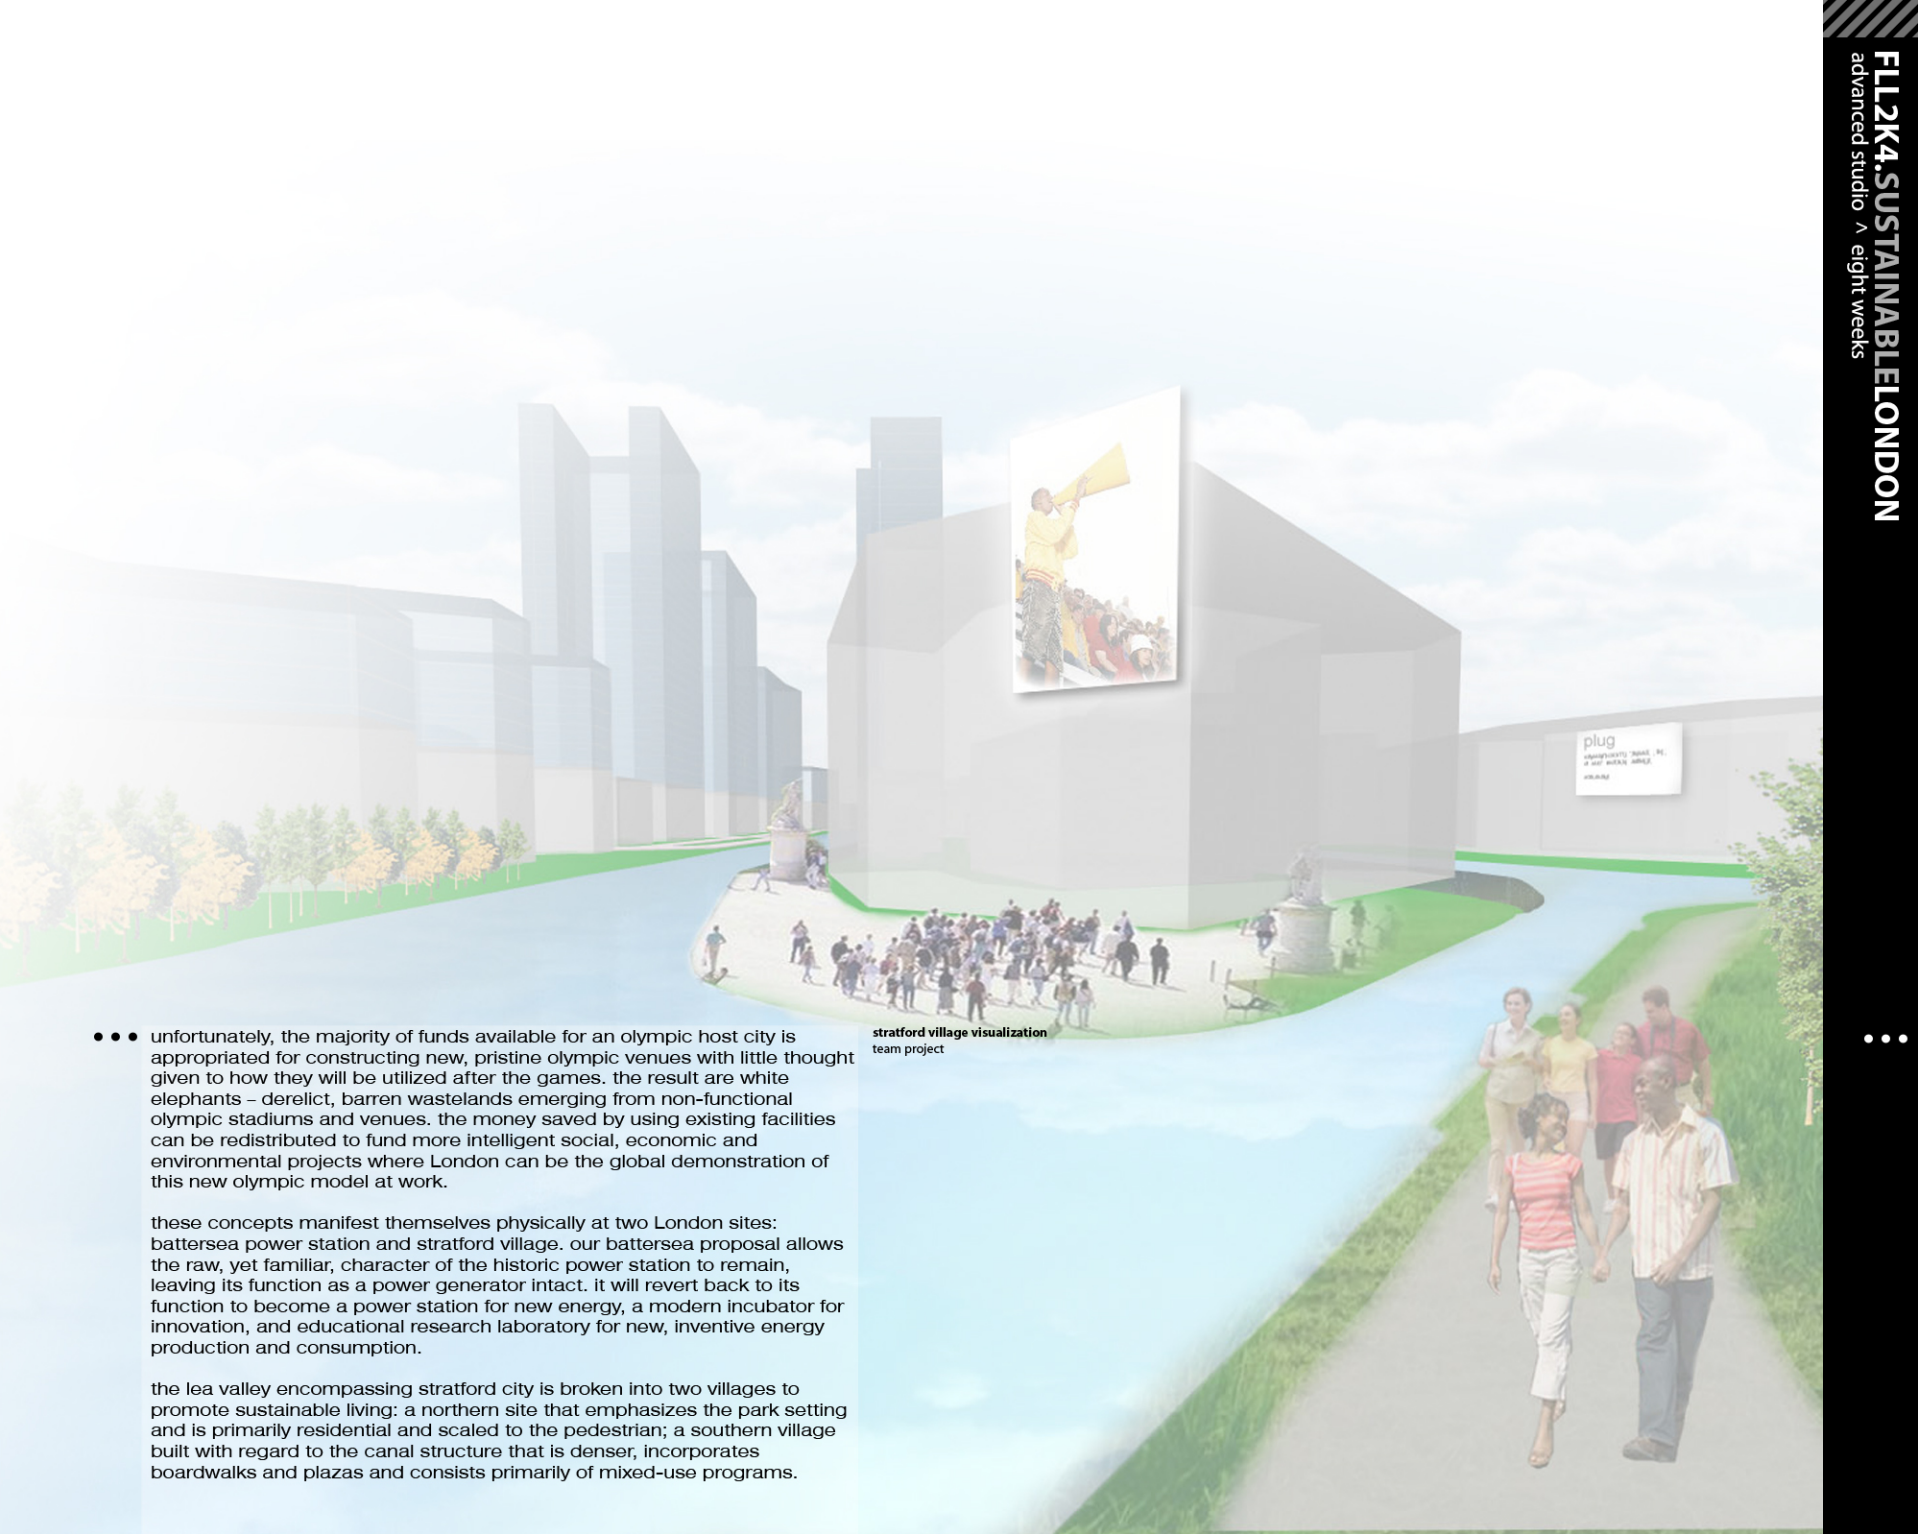 FLL2K4.SUSTAINABLELONDON
advanced studio ^ eight weeks
plug
unfortunately, the majority of funds available for an olympic host city is
appropriated for constructing new, pristine olympic venues with little thought
given to how they will be utilized after the games. the result are white
elephants – derelict, barren wastelands emerging from non-functional
olympic stadiums and venues. the money saved by using existing facilities
can be redistributed to fund more intelligent social, economic and
environmental projects where London can be the global demonstration of
this new olympic model at work.
these concepts manifest themselves physically at two London sites:
battersea power station and stratford village. our battersea proposal allows
the raw, yet familiar, character of the historic power station to remain,
leaving its function as a power generator intact. it will revert back to its
function to become a power station for new energy, a modern incubator for
innovation, and educational research laboratory for new, inventive energy
production and consumption.
the lea valley encompassing stratford city is broken into two villages to
promote sustainable living: a northern site that emphasizes the park setting
and is primarily residential and scaled to the pedestrian; a southern village
built with regard to the canal structure that is denser, incorporates
boardwalks and plazas and consists primarily of mixed-use programs.
stratford village visualization
team project